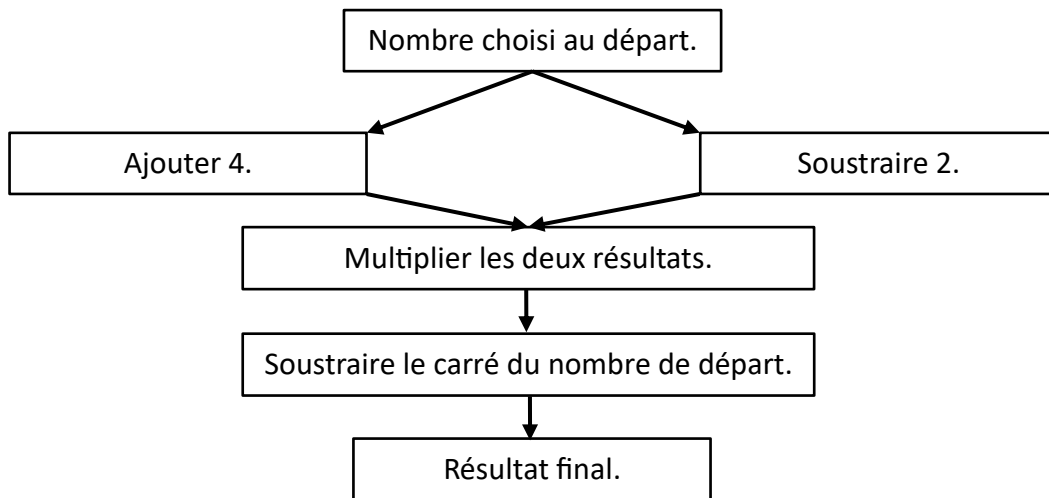 Nombre choisi au départ.
Ajouter 4.
Soustraire 2.
Multiplier les deux résultats.
Soustraire le carré du nombre de départ.
Résultat final.